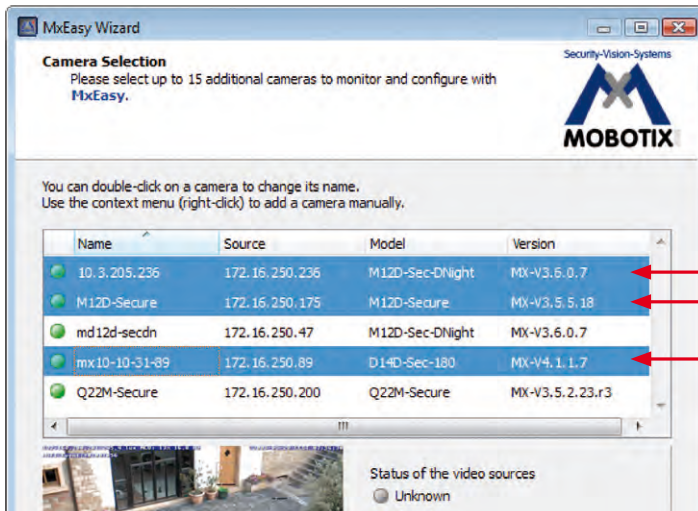 MxEasy Wizard
Camera Selection
Please select up to 15 additional cameras to monitor and configure with
MxEasy.
Security-Vision-Systems
MOBOTIX
You can double-click on a camera to change its name.
Use the context menu (right-click) to add a camera manually.
Name Source Model Version
10.3.205.236 172.16.250.236 M12D-Sec-DNight MX-V3.6.0.7
M12D-Secure 172.16.250.175 M12D-Secure MX-V3.5.5.18
md12d-secdn 172.16.250.47 M12D-Sec-DNight MX-V3.6.0.7
mx10-10-31-89 172.16.250.89 D14D-Sec-180 MX-V4.1.1.7
Q22M-Secure 172.16.250.200 Q22M-Secure MX-V3.5.2.23.r3
Status of the video sources
Unknown